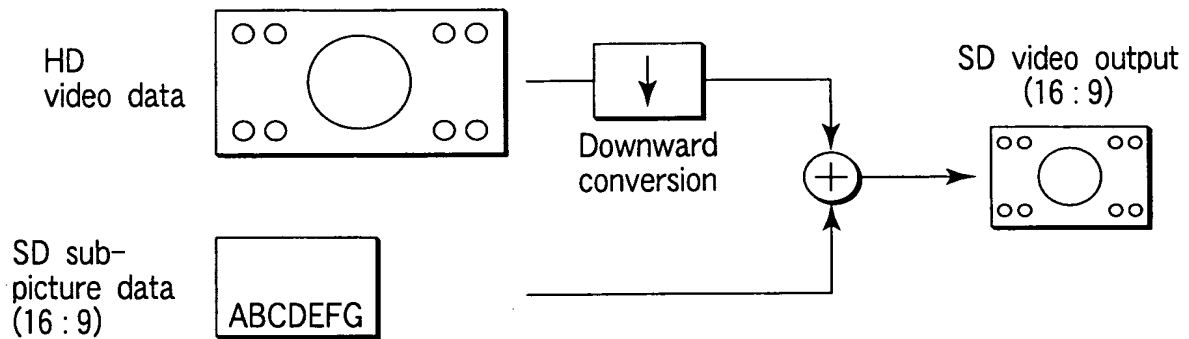 HD
video data
Downward
conversion
SD video output
(16 : 9)
SD sub-
picture data
(16 : 9)
ABCDEFG